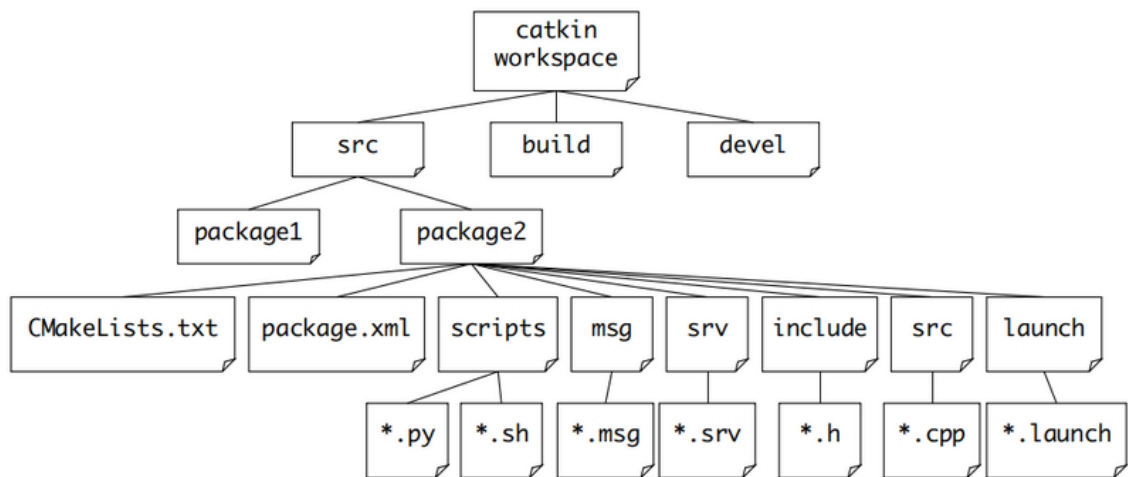 catkin
workspace
src
build
devel
package1
package2
CMakeLists.txt
package.xml
scripts
msg
srv
include
src
launch
*.py
*.sh
*.msg
*.srv
*.h
*.cpp
*.launch